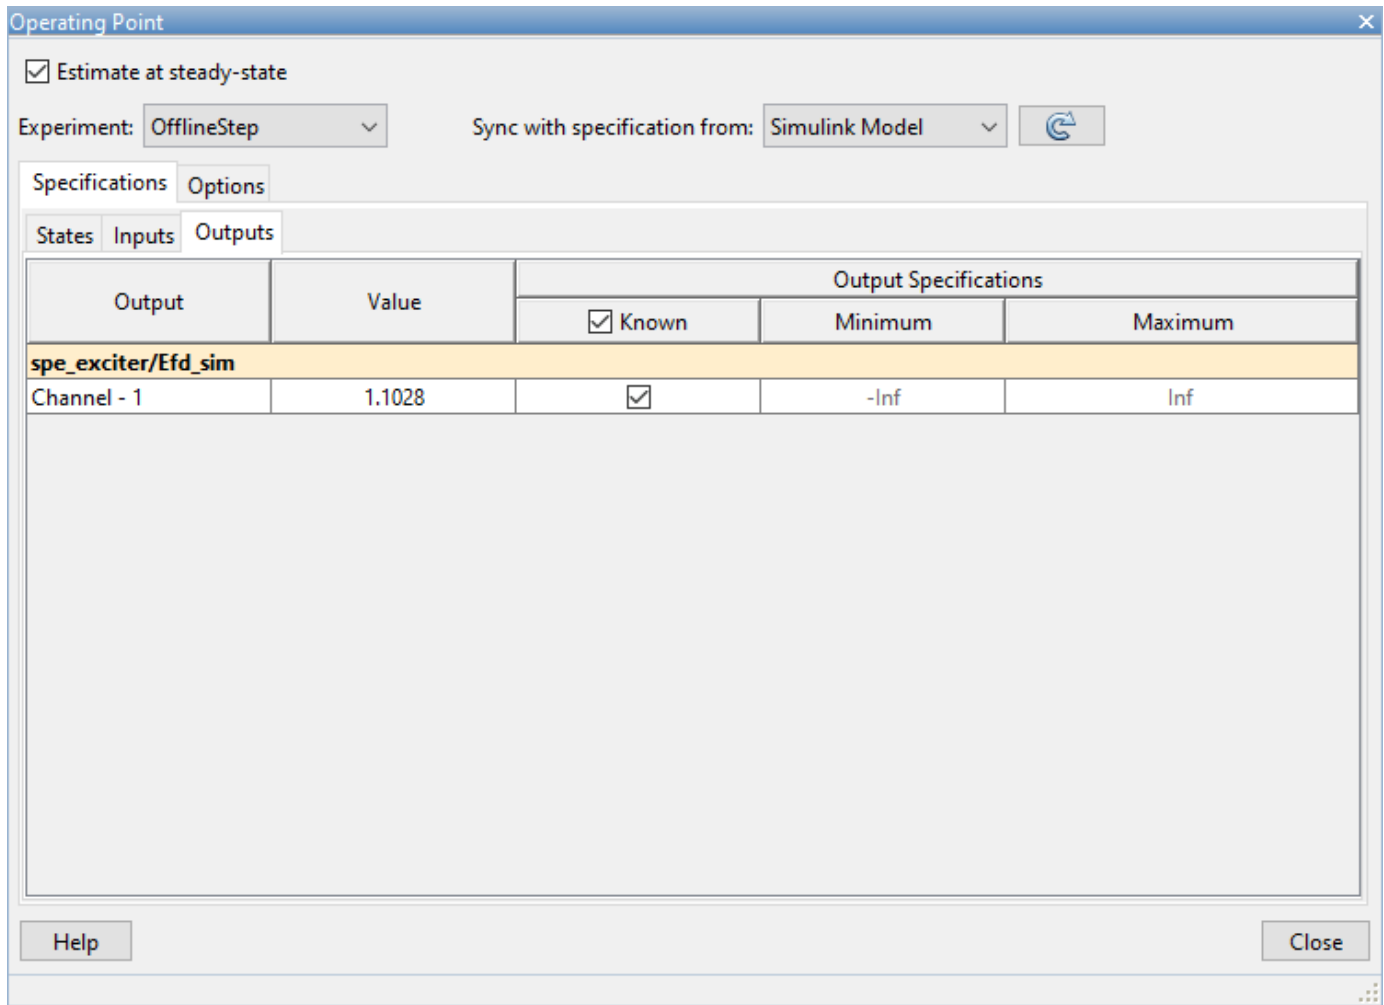 Operating Point
Estimate at steady-state
Experiment: OfflineStep Sync with specification from: Simulink Model
Specifications Options
States Inputs Outputs
Output Value Output Specifications
Known Minimum Maximum
spe_exciter/Efd_sim
Channel - 1 1.1028 -Inf Inf
Help Close